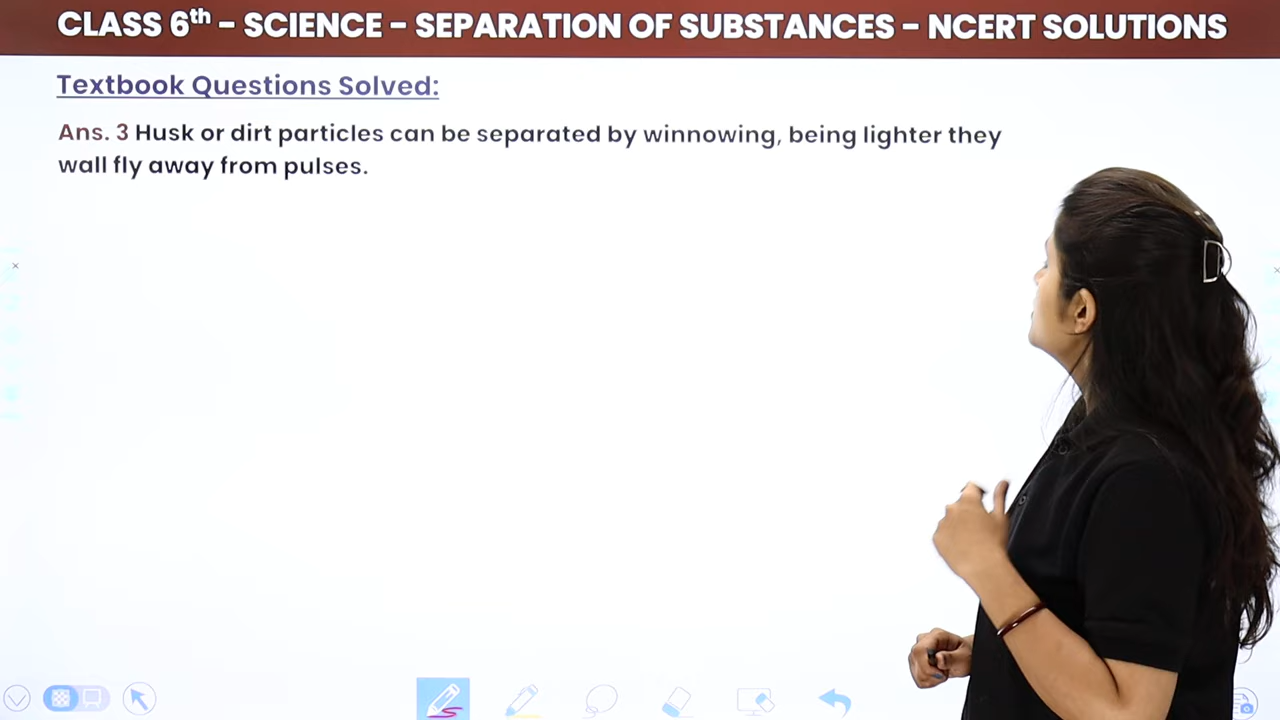 CLASS 6th – SCIENCE – SEPARATION OF SUBSTANCES – NCERT SOLUTIONS
Textbook Questions Solved:
Ans. 3 Husk or dirt particles can be separated by winnowing, being lighter they
wall fly away from pulses.